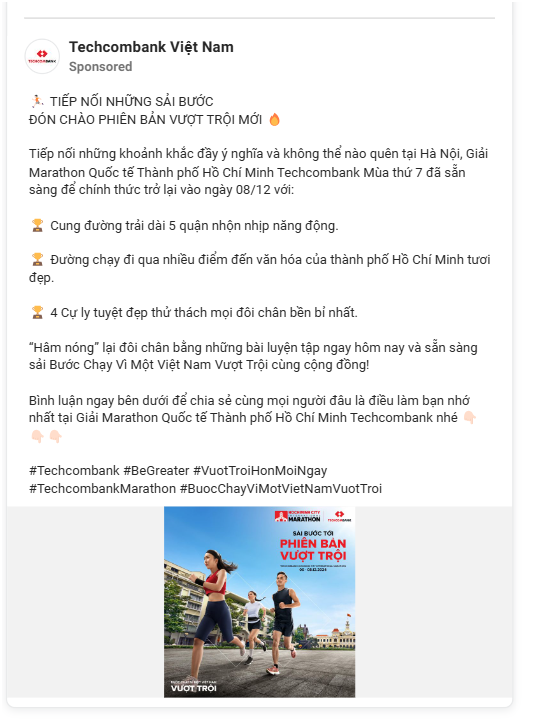 Techcombank Việt Nam
TECHCOMBANK
Sponsored
TIẾP NỐI NHỮNG SẢI BƯỚC
ĐÓN CHÀO PHIÊN BẢN VƯỢT TRỘI MỚI
Tiếp nối những khoảnh khắc đầy ý nghĩa và không thể nào quên tại Hà Nội, Giải
Marathon Quốc tế Thành phố Hồ Chí Minh Techcombank Mùa thứ 7 đã sẵn
sàng để chính thức trở lại vào ngày 08/12 với:
Cung đường trải dài 5 quận nhộn nhịp năng động.
Đường chạy đi qua nhiều điểm đến văn hóa của thành phố Hồ Chí Minh tươi
đẹp.
4 Cự ly tuyệt đẹp thử thách mọi đôi chân bền bỉ nhất.
“Hâm nóng” lại đôi chân bằng những bài luyện tập ngay hôm nay và sẵn sàng
sải Bước Chạy Vì Một Việt Nam Vượt Trội cùng cộng đồng!
Bình luận ngay bên dưới để chia sẻ cùng mọi người đâu là điều làm bạn nhớ
nhất tại Giải Marathon Quốc tế Thành phố Hồ Chí Minh Techcombank nhé
#Techcombank #BeGreater #VuotTroiHonMoiNgay
#TechcombankMarathon #BuocChayViMotVietNamVuotTroi
HO CHI MINH CITY
MARATHON
TECHCOMBANK
SẢI BƯỚC TỚI
PHIÊN BẢN
VƯỢT TRỘI
VƯỢT TRỘI